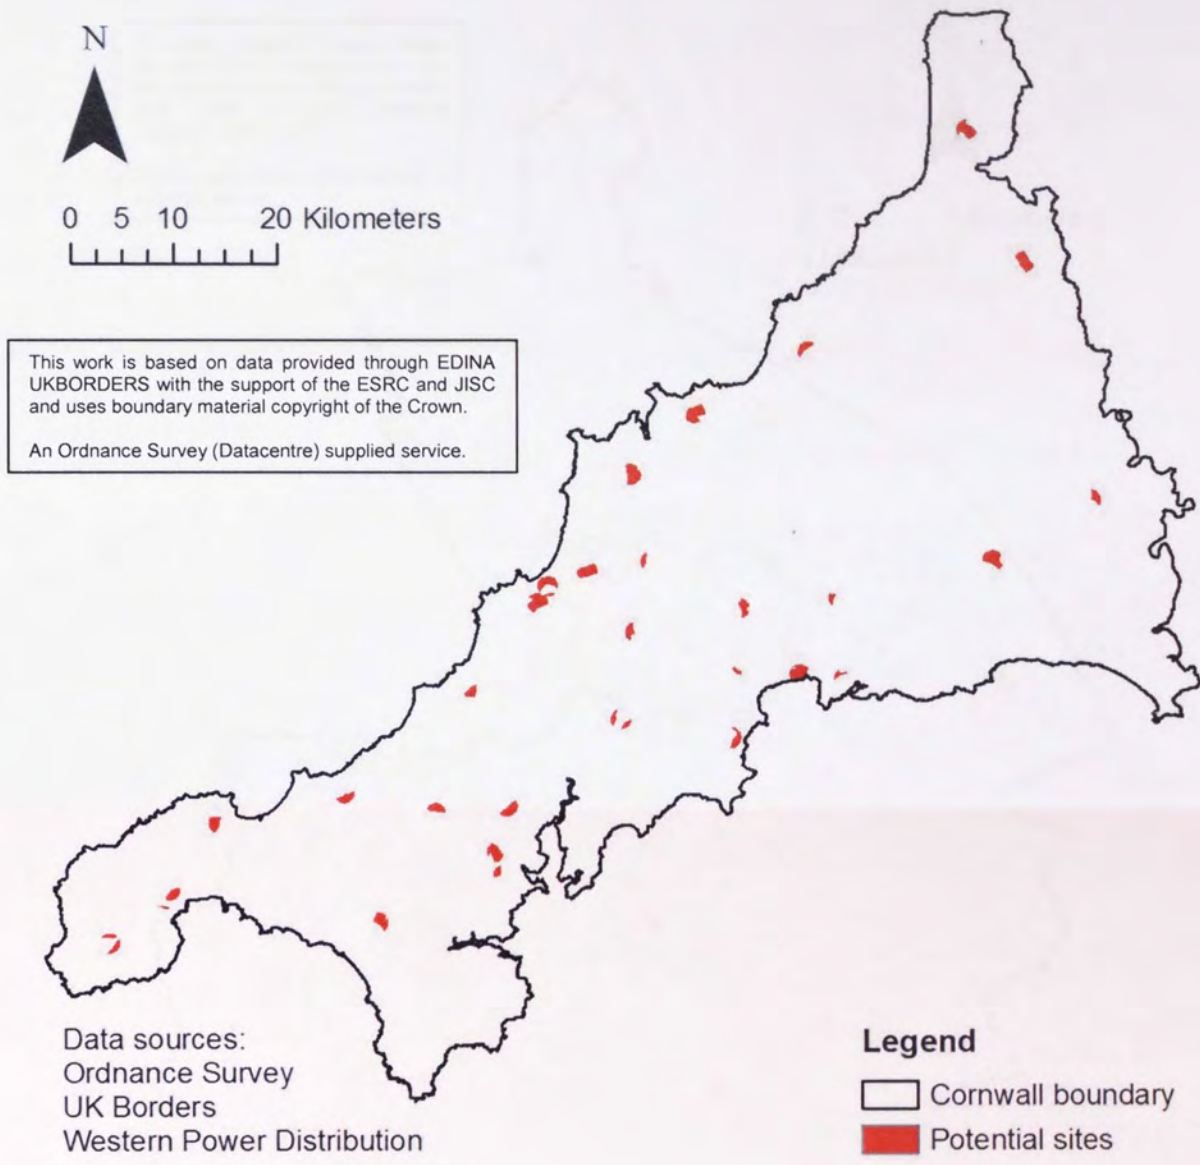 N
0 5 10 20 Kilometers
This work is based on data provided through EDINA
UKBORDERS with the support of the ESRC and JISC
and uses boundary material copyright of the Crown.
An Ordnance Survey (Datacentre) supplied service.
Data sources:
Ordnance Survey
UK Borders
Western Power Distribution
Legend
Cornwall boundary
Potential sites